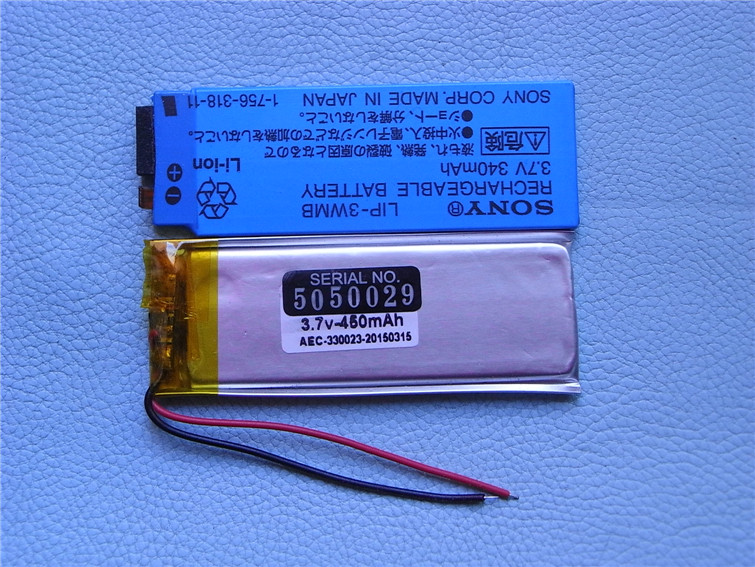 SONY® LIP-3WMB
RECHARGEABLE BATTERY
3.7V 340mAh Li-ion
危険
液もれ、発熱、破裂の原因となるので
●火中投入、電子レンジなどでの加熱をしないこと。
●ショート、分解をしないこと。
SONY CORP. MADE IN JAPAN 1-756-318-11
SERIAL NO.
5050029
3.7v-450mAh
AEC-330023-20150315